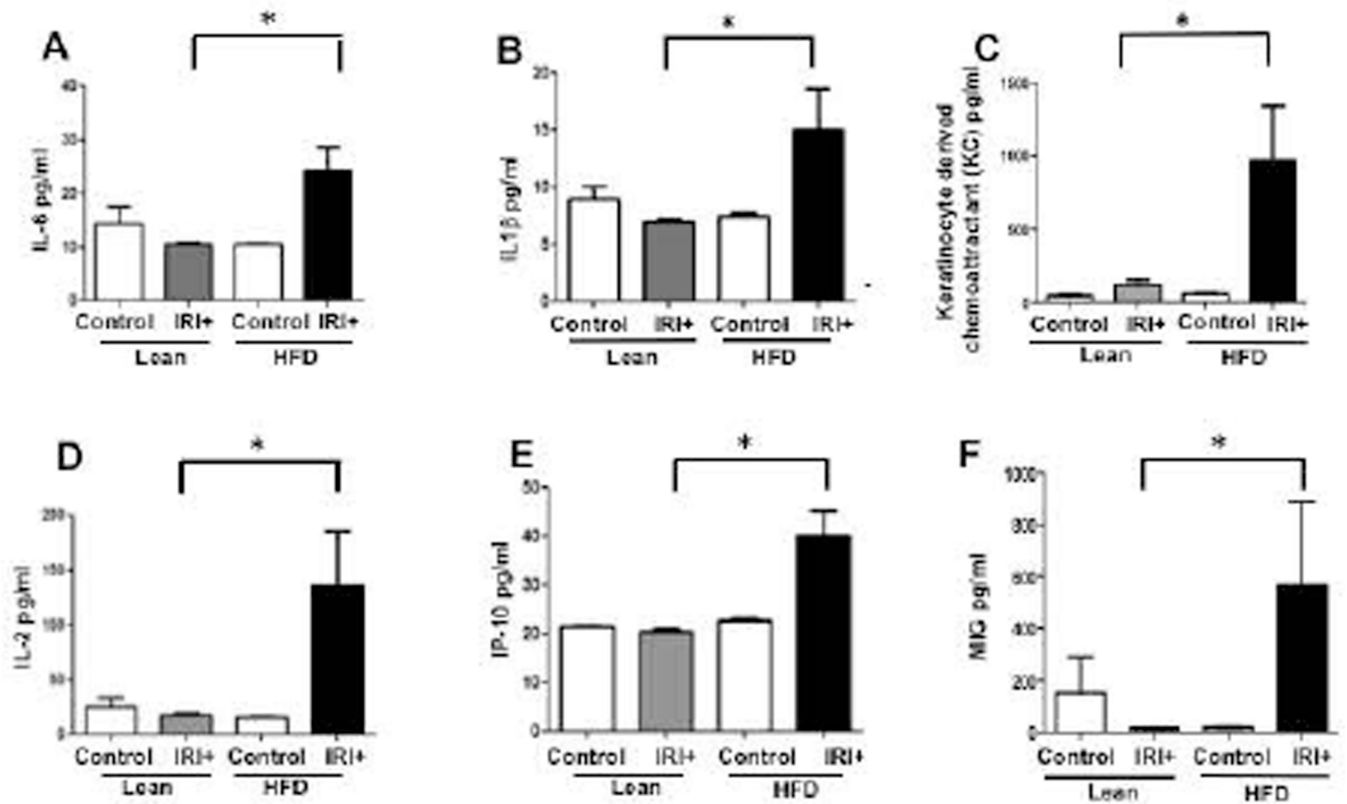 A
*
IL-6 pg/ml
40
30
20
10
0
Control IRI+ Control IRI+
Lean HFD
B
*
IL1β pg/ml
20
15
10
5
0
Control IRI+ Control IRI+
Lean HFD
C
*
Keratinocyte derived
chemoattractant (KC) pg/ml
1500
1000
500
0
Control IRI+ Control IRI+
Lean HFD
D
*
IL-2 pg/ml
200
150
100
50
0
Control IRI+ Control IRI+
Lean HFD
E
*
IP-10 pg/ml
50
40
30
20
10
0
Control IRI+ Control IRI+
Lean HFD
F
*
MIG pg/ml
1000
800
600
400
200
0
Control IRI+ Control IRI+
Lean HFD